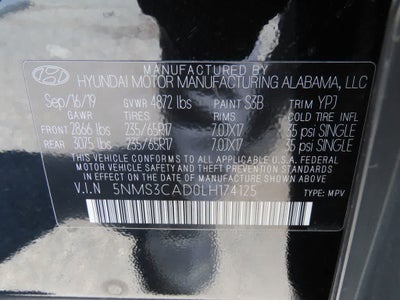 MANUFACTURED BY
HYUNDAI MOTOR MANUFACTURING ALABAMA, LLC
Sep/16/19 GVWR 4872 lbs PAINT S3B TRIM YPJ
GAWR TIRES RIMS COLD TIRE
FRONT 2866 lbs 235/65R17 7.0JX17 35 psi SINGLE
REAR 3075 lbs 235/65R17 7.0JX17 35 psi SINGLE
THIS VEHICLE CONFORMS TO ALL APPLICABLE U.S.A. FEDERAL
MOTOR VEHICLE SAFETY AND THEFT PREVENTION STANDARDS
IN EFFECT ON THE DATE OF MANUFACTURE SHOWN ABOVE.
V.I.N 5NMS3CAD0LH174125 TYPE: MPV